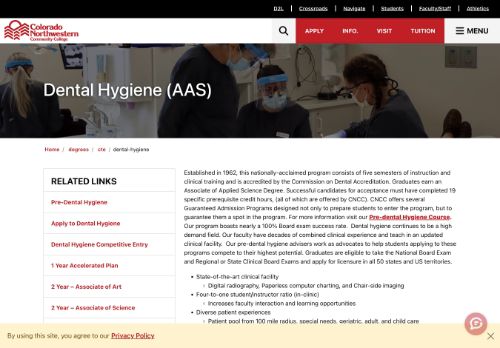 D2L | Crossroads | Navigate | Students | Faculty/Staff | Athletics
Colorado
Northwestern
Community College
APPLY INFO. VISIT TUITION MENU
Dental Hygiene (AAS)
Home / degrees / cte / dental-hygiene
RELATED LINKS
Pre-Dental Hygiene
Apply to Dental Hygiene
Dental Hygiene Competitive Entry
1 Year Accelerated Plan
2 Year – Associate of Art
2 Year – Associate of Science
Established in 1962, this nationally-acclaimed program consists of five semesters of instruction and
clinical training and is accredited by the Commission on Dental Accreditation. Graduates earn an
Associate of Applied Science Degree. Successful candidates for acceptance must have completed 19
specific prerequisite credit hours, (all of which are offered by CNCC). CNCC offers several
Guaranteed Admission Programs designed not only to prepare students to enter the program, but to
guarantee them a spot in the program. For more information visit our Pre-dental Hygiene Course.
Our program boasts nearly a 100% Board exam success rate. Dental hygiene continues to be a high
demand field. Our faculty have decades of combined clinical experience and teach in an updated
clinical facility. Our pre-dental hygiene advisors work as advocates to help students applying to these
programs compete to their highest potential. Graduates are eligible to take the National Board Exam
and Regional or State Clinical Board Exams and apply for licensure in all 50 states and US territories.
• State-of-the-art clinical facility
◦ Digital radiography, Paperless computer charting, and Chair-side imaging
• Four-to-one student/instructor ratio (in-clinic)
◦ Increases faculty interaction and learning opportunities
• Diverse patient experiences
◦ Patient pool from 100 mile radius, special needs, geriatric, adult, and child care
By using this site, you agree to our Privacy Policy